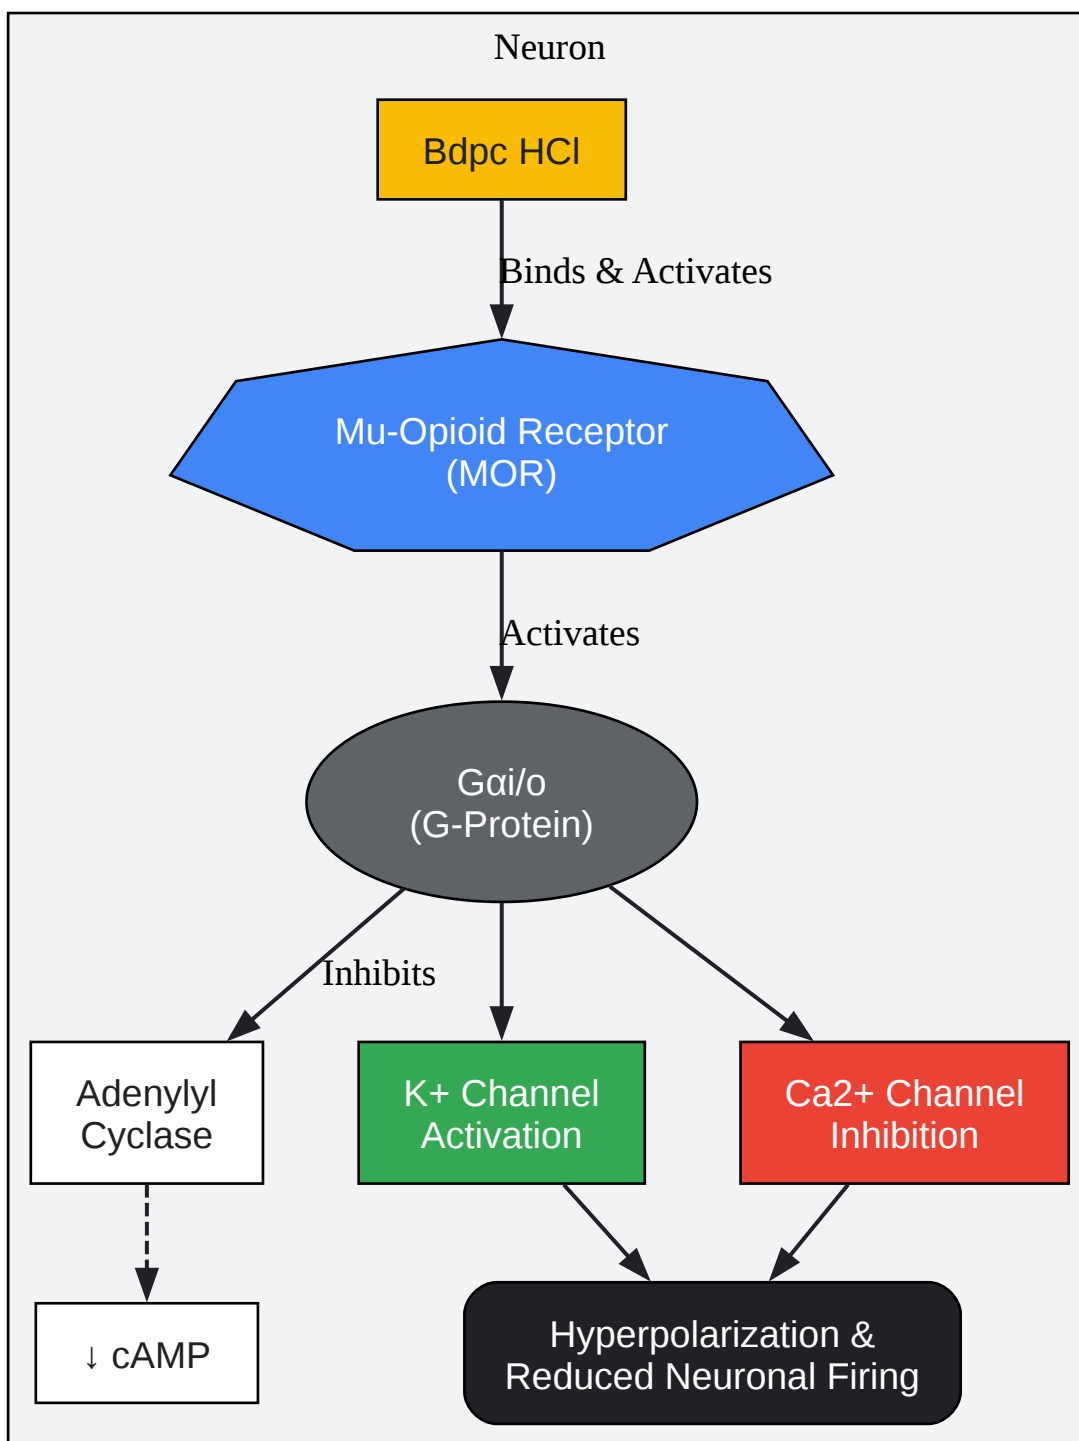 Neuron
Bdpc HCl
Binds & Activates
Mu-Opioid Receptor
(MOR)
Activates
Gαi/o
(G-Protein)
Inhibits
Adenylyl
Cyclase
K+ Channel
Activation
Ca2+ Channel
Inhibition
↓ cAMP
Hyperpolarization &
Reduced Neuronal Firing